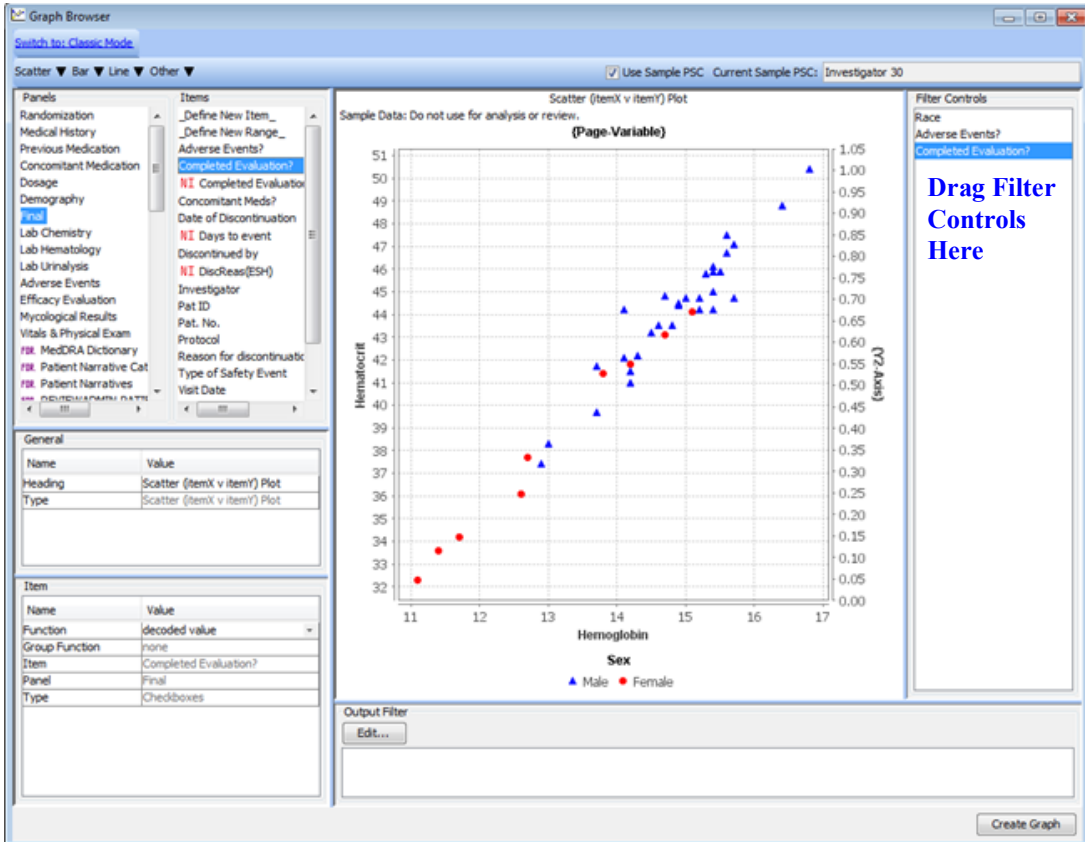 Graph Browser
Switch to: Classic Mode
Scatter ▼ Bar ▼ Line ▼ Other ▼
Use Sample PSC Current Sample PSC: Investigator 30
Panels
Randomization
Medical History
Previous Medication
Concomitant Medication
Dosage
Demography
Final
Lab Chemistry
Lab Hematology
Lab Urinalysis
Adverse Events
Efficacy Evaluation
Mycological Results
Vitals & Physical Exam
MedDRA Dictionary
Patient Narrative Cat
Patient Narratives
Items
_Define New Item_
_Define New Range_
Adverse Events?
Completed Evaluation?
NI Completed Evaluation
Concomitant Meds?
Date of Discontinuation
NI Days to event
Discontinued by
NI DiscReas(ESH)
Investigator
Pat ID
Pat. No.
Protocol
Reason for discontinuatic
Type of Safety Event
Visit Date
General
Name Value
Heading Scatter (itemX v itemY) Plot
Type Scatter (itemX v itemY) Plot
Item
Name Value
Function decoded value
Group Function none
Item Completed Evaluation?
Panel Final
Type Checkboxes
Scatter (itemX v itemY) Plot
Sample Data: Do not use for analysis or review.
{Page-Variable}
51
50
49
48
47
46
45
44
43
42
41
40
39
38
37
36
35
34
33
32
Hematocrit
1.05
1.00
0.95
0.90
0.85
0.80
0.75
0.70
0.65
0.60
0.55
0.50
0.45
0.40
0.35
0.30
0.25
0.20
0.15
0.10
0.05
0.00
{Y2-Axis}
11 12 13 14 15 16 17
Hemoglobin
Sex
Male Female
Output Filter
Edit...
Filter Controls
Race
Adverse Events?
Completed Evaluation?
Drag Filter
Controls
Here
Create Graph